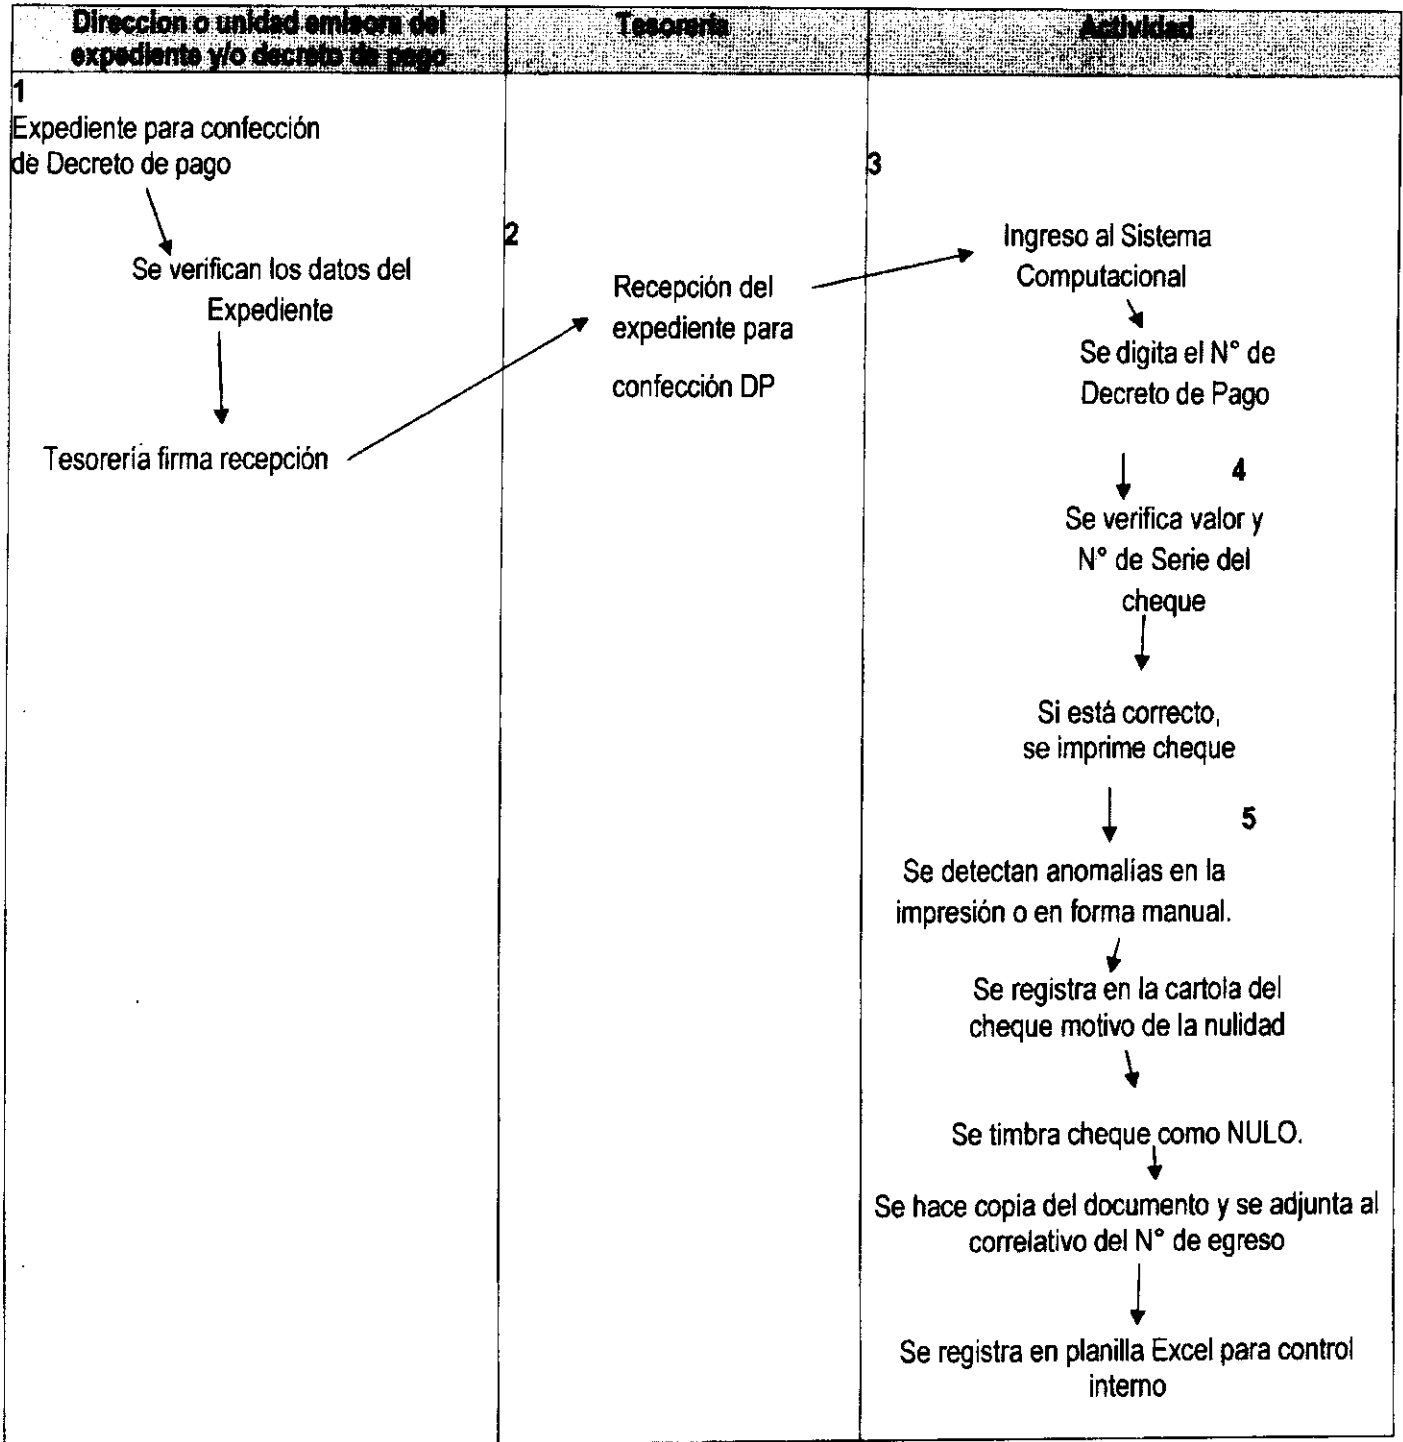 Direccion o unidad emisora del
expediente y/o decreto de pago
Tesorería
Actividad
1
Expediente para confección
de Decreto de pago
Se verifican los datos del
Expediente
Tesorería firma recepción
2
Recepción del
expediente para
confección DP
3
Ingreso al Sistema
Computacional
Se digita el N° de
Decreto de Pago
4
Se verifica valor y
N° de Serie del
cheque
Si está correcto,
se imprime cheque
5
Se detectan anomalías en la
impresión o en forma manual.
Se registra en la cartola del
cheque motivo de la nulidad
Se timbra cheque como NULO.
Se hace copia del documento y se adjunta al
correlativo del N° de egreso
Se registra en planilla Excel para control
interno